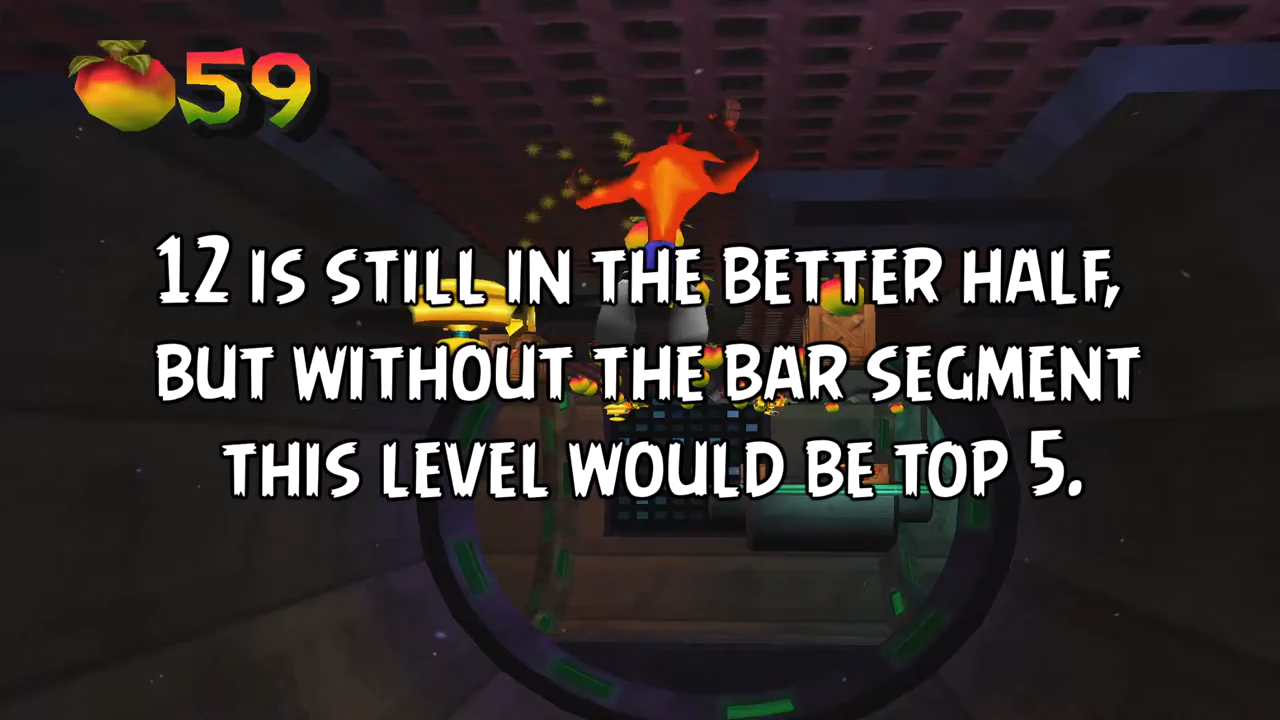 59
12 IS STILL IN THE BETTER HALF,
BUT WITHOUT THE BAR SEGMENT
THIS LEVEL WOULD BE TOP 5.